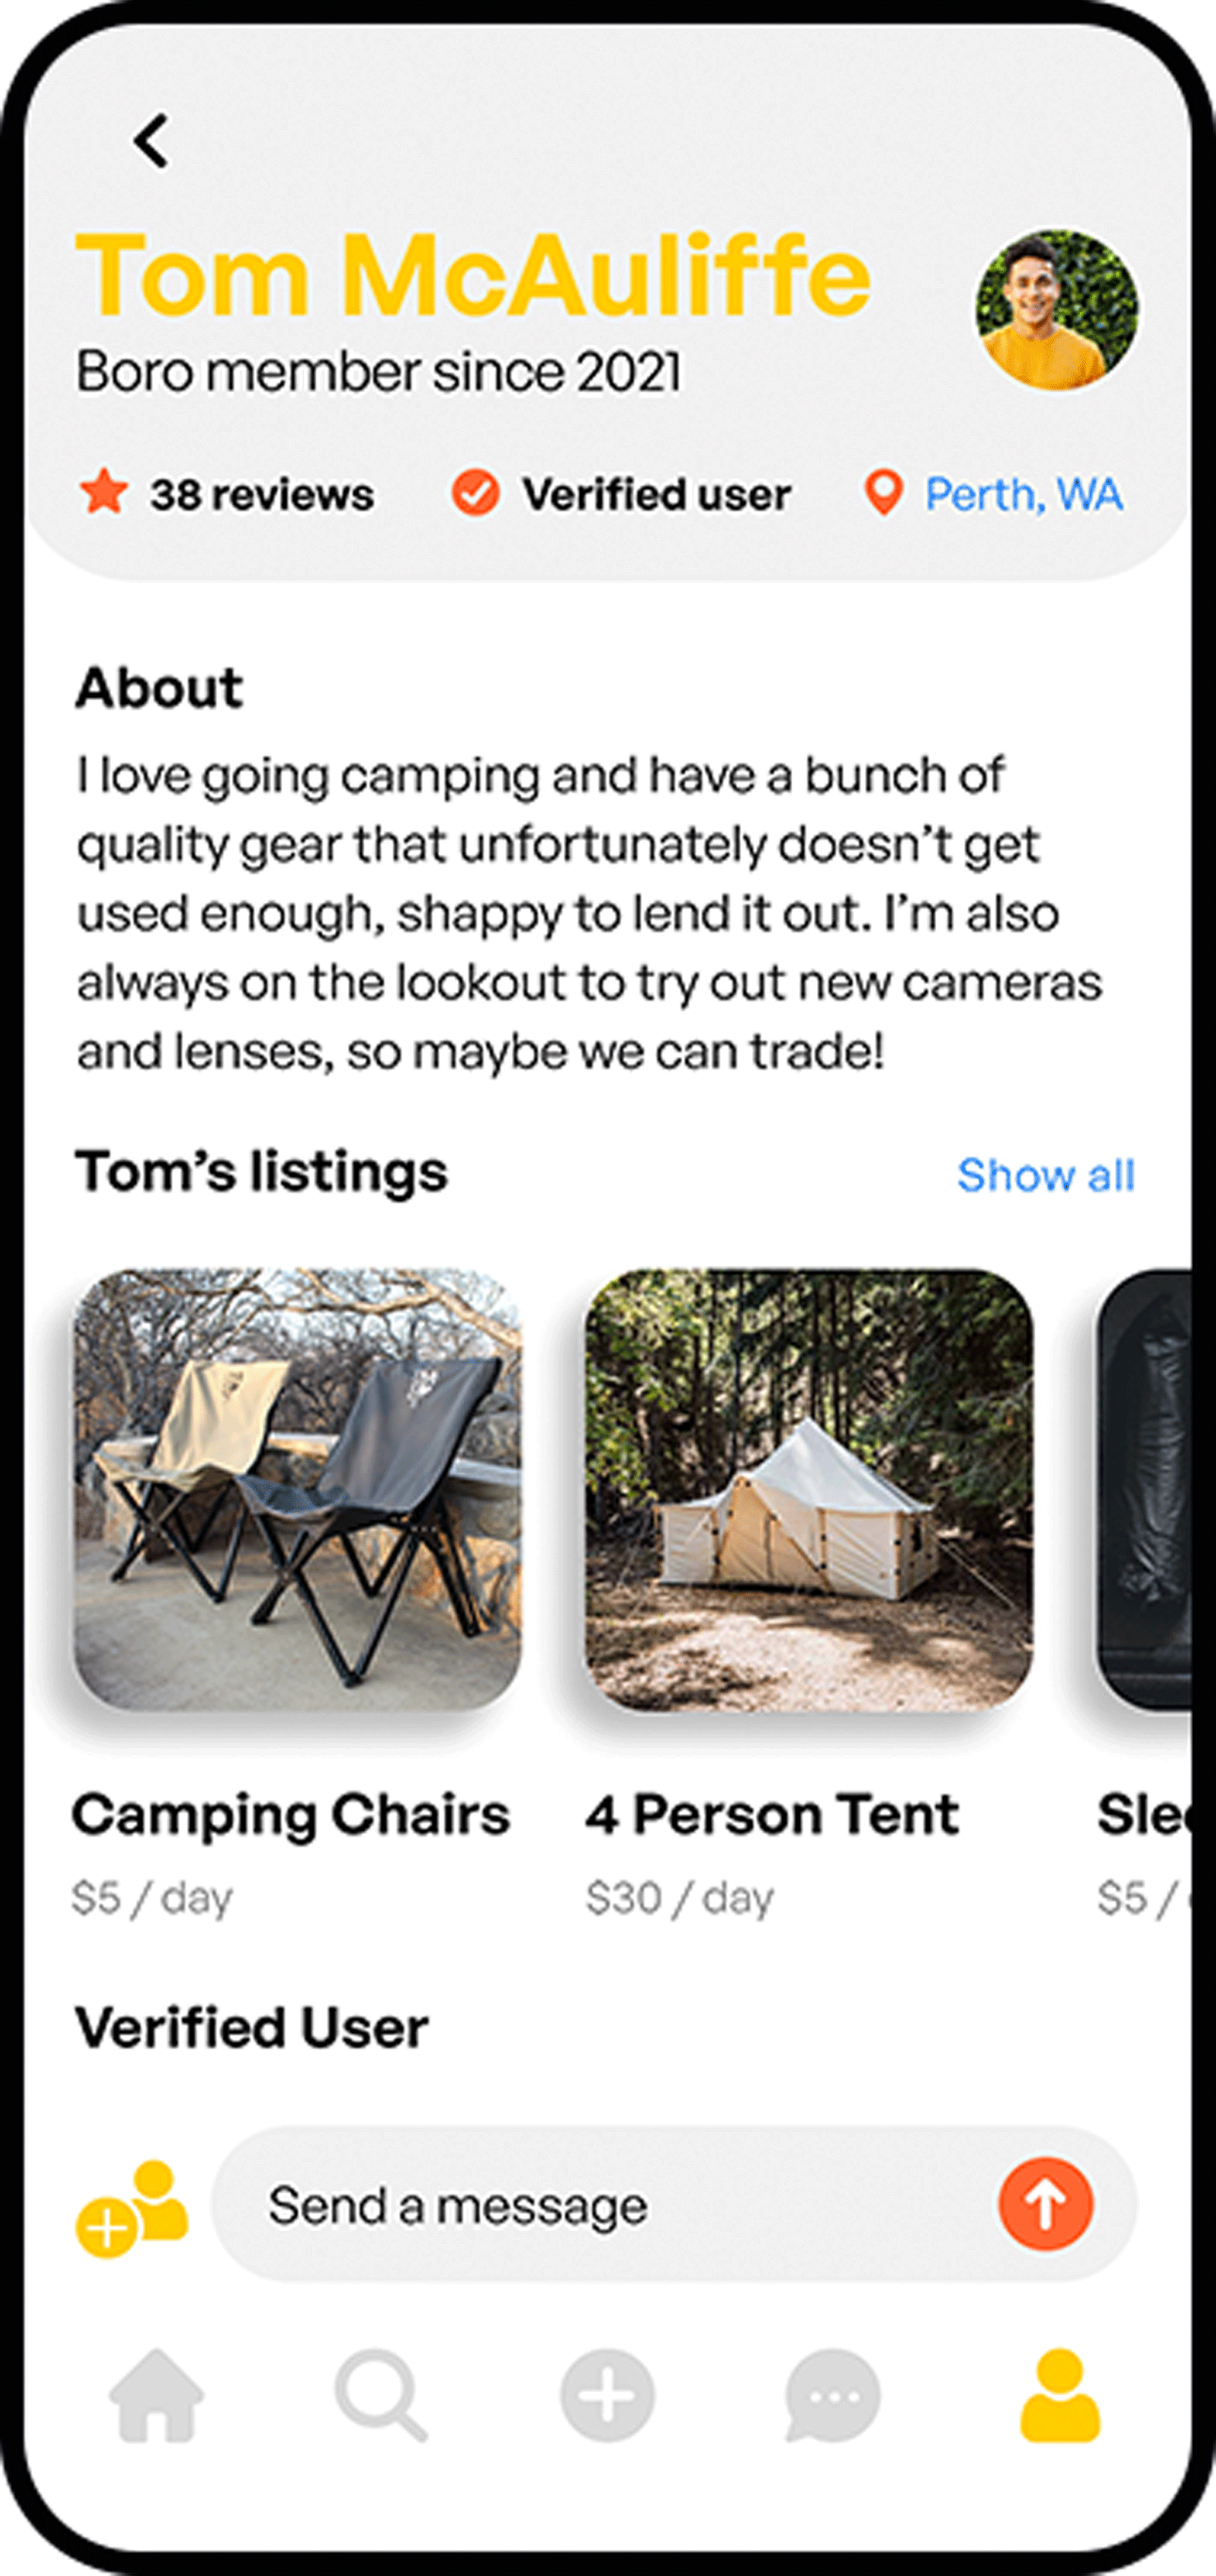 Tom McAuliffe
Boro member since 2021
38 reviews
Verified user
Perth, WA
About
I love going camping and have a bunch of
quality gear that unfortunately doesn’t get
used enough, shappy to lend it out. I’m also
always on the lookout to try out new cameras
and lenses, so maybe we can trade!
Tom’s listings
Show all
Camping Chairs
4 Person Tent
$5 / day
$30 / day
$5 /
Verified User
Send a message